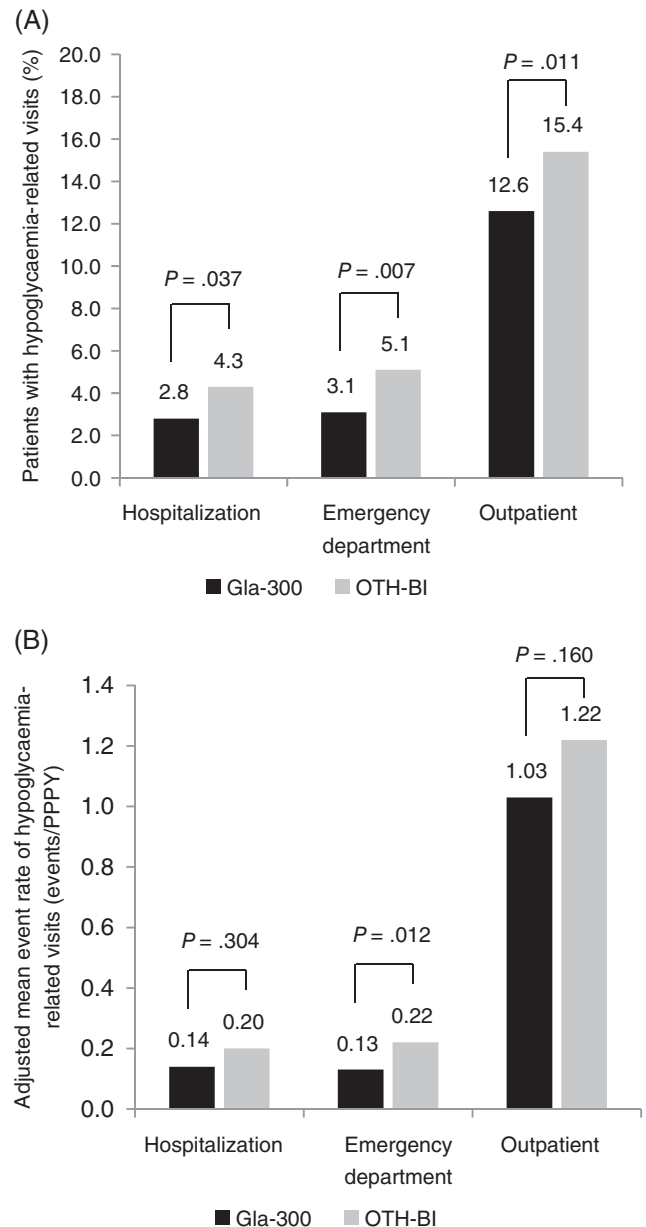 (A)
Patients with hypoglycaemia-related visits (%)
20.0
18.0
16.0
14.0
12.0
10.0
8.0
6.0
4.0
2.0
0.0
P = .037
2.8
4.3
P = .007
3.1
5.1
P = .011
12.6
15.4
Hospitalization
Emergency
department
Outpatient
Gla-300 OTH-BI
(B)
Adjusted mean event rate of hypoglycaemia-
related visits (events/PPPY)
1.4
1.2
1.0
0.8
0.6
0.4
0.2
0.0
P = .304
0.14
0.20
P = .012
0.13
0.22
P = .160
1.03
1.22
Hospitalization
Emergency
department
Outpatient
Gla-300 OTH-BI